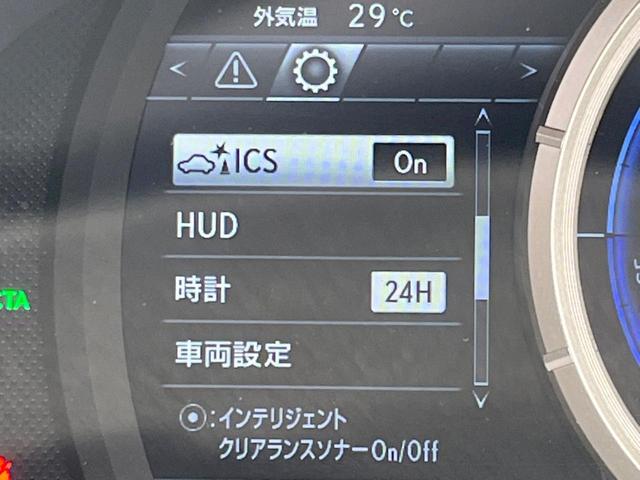 外気温 29℃
ICS On
HUD
時計 24H
車両設定
:インテリジェント
クリアランスソナーOn/Off
CTA